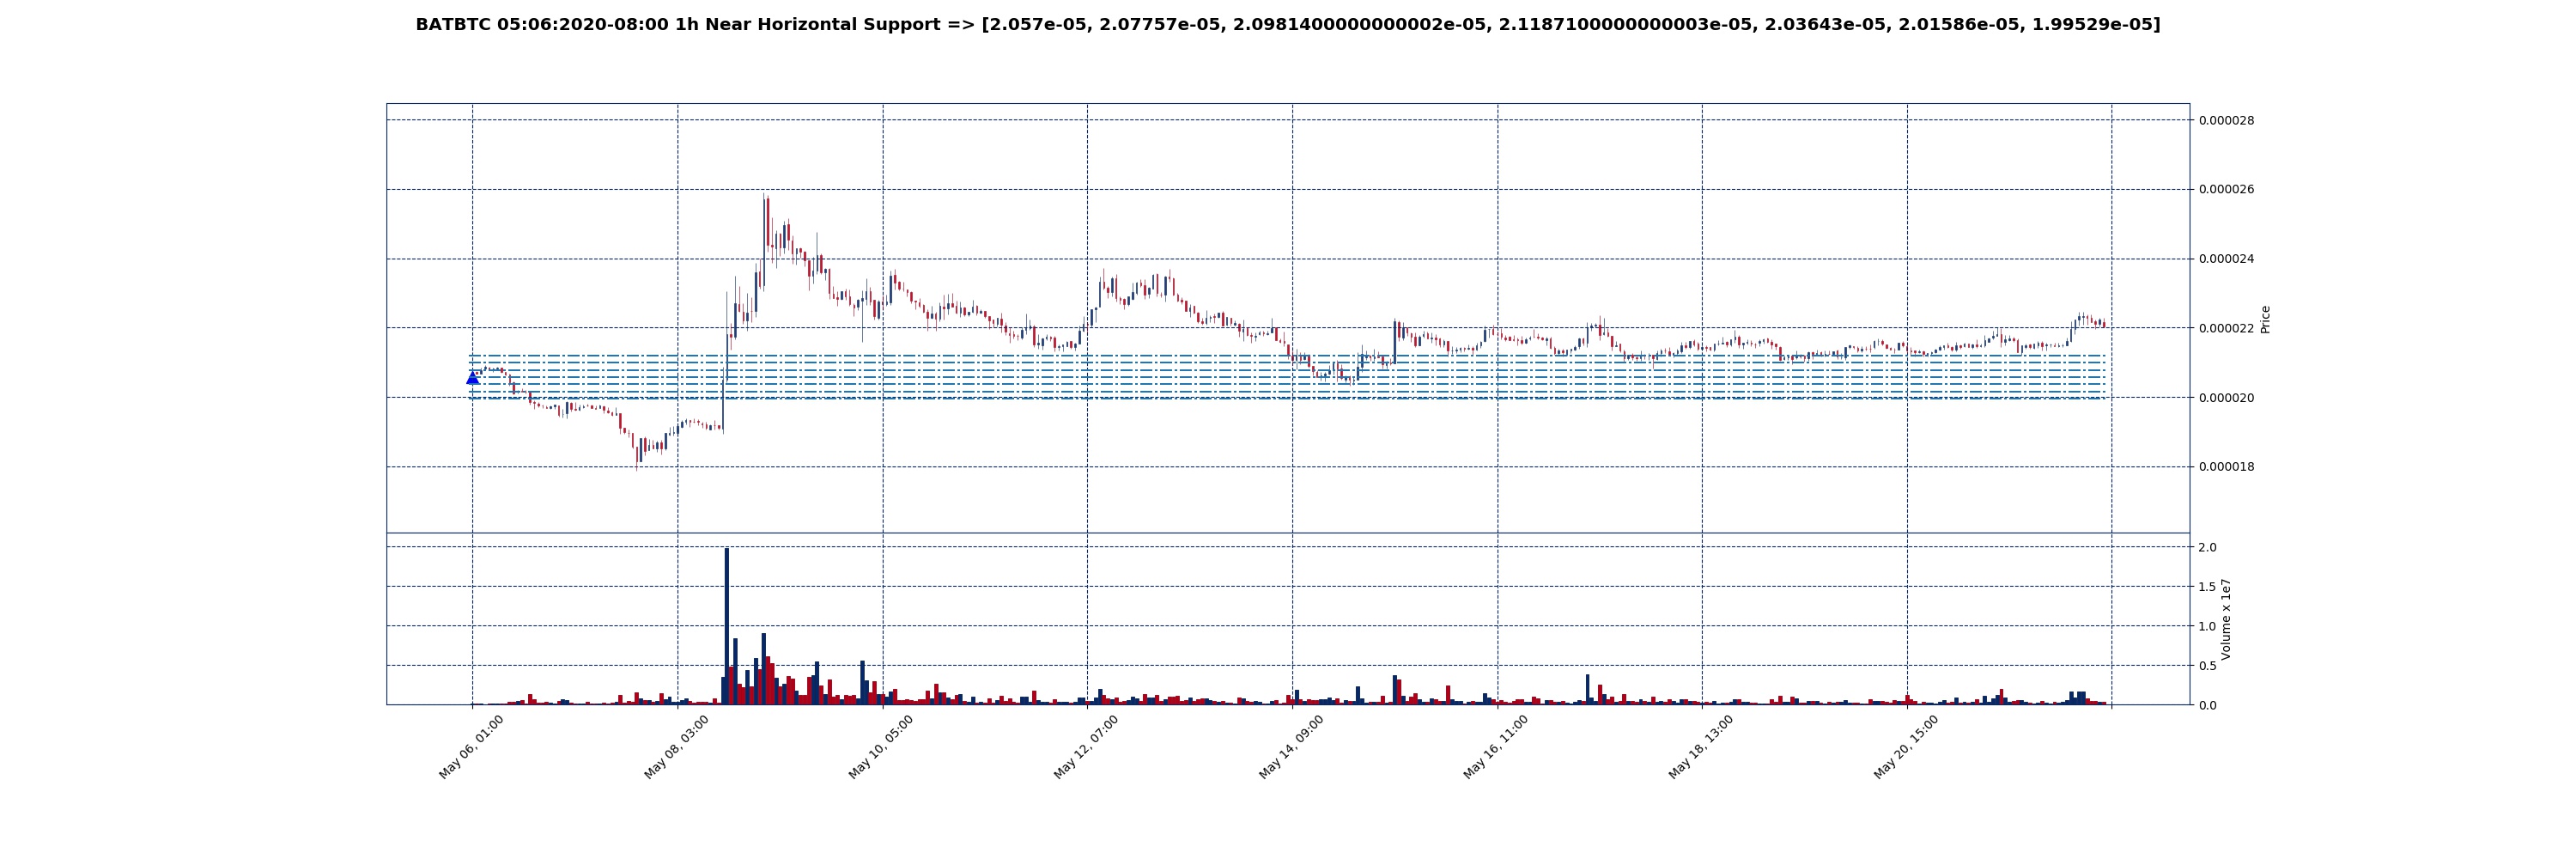 BATBTC 05:06:2020-08:00 1h Near Horizontal Support => [2.057e-05, 2.07757e-05, 2.0981400000000002e-05, 2.1187100000000003e-05, 2.03643e-05, 2.01586e-05, 1.99529e-05]
0.000028
0.000026
0.000024
0.000022
0.000020
0.000018
Price
2.0
1.5
1.0
0.5
0.0
Volume x 1e7
May 06, 01:00
May 08, 03:00
May 10, 05:00
May 12, 07:00
May 14, 09:00
May 16, 11:00
May 18, 13:00
May 20, 15:00